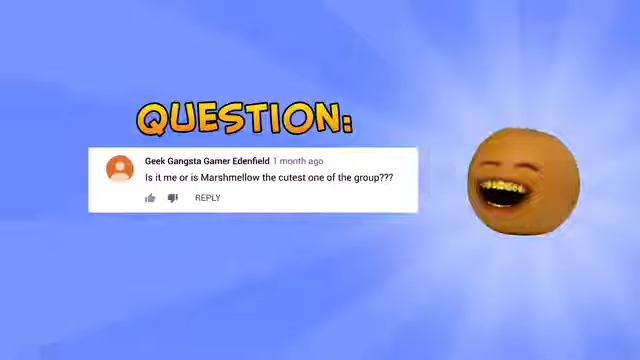 QUESTION:
Geek Gangsta Gamer Edenfield 1 month ago
Is it me or is Marshmellow the cutest one of the group???
REPLY